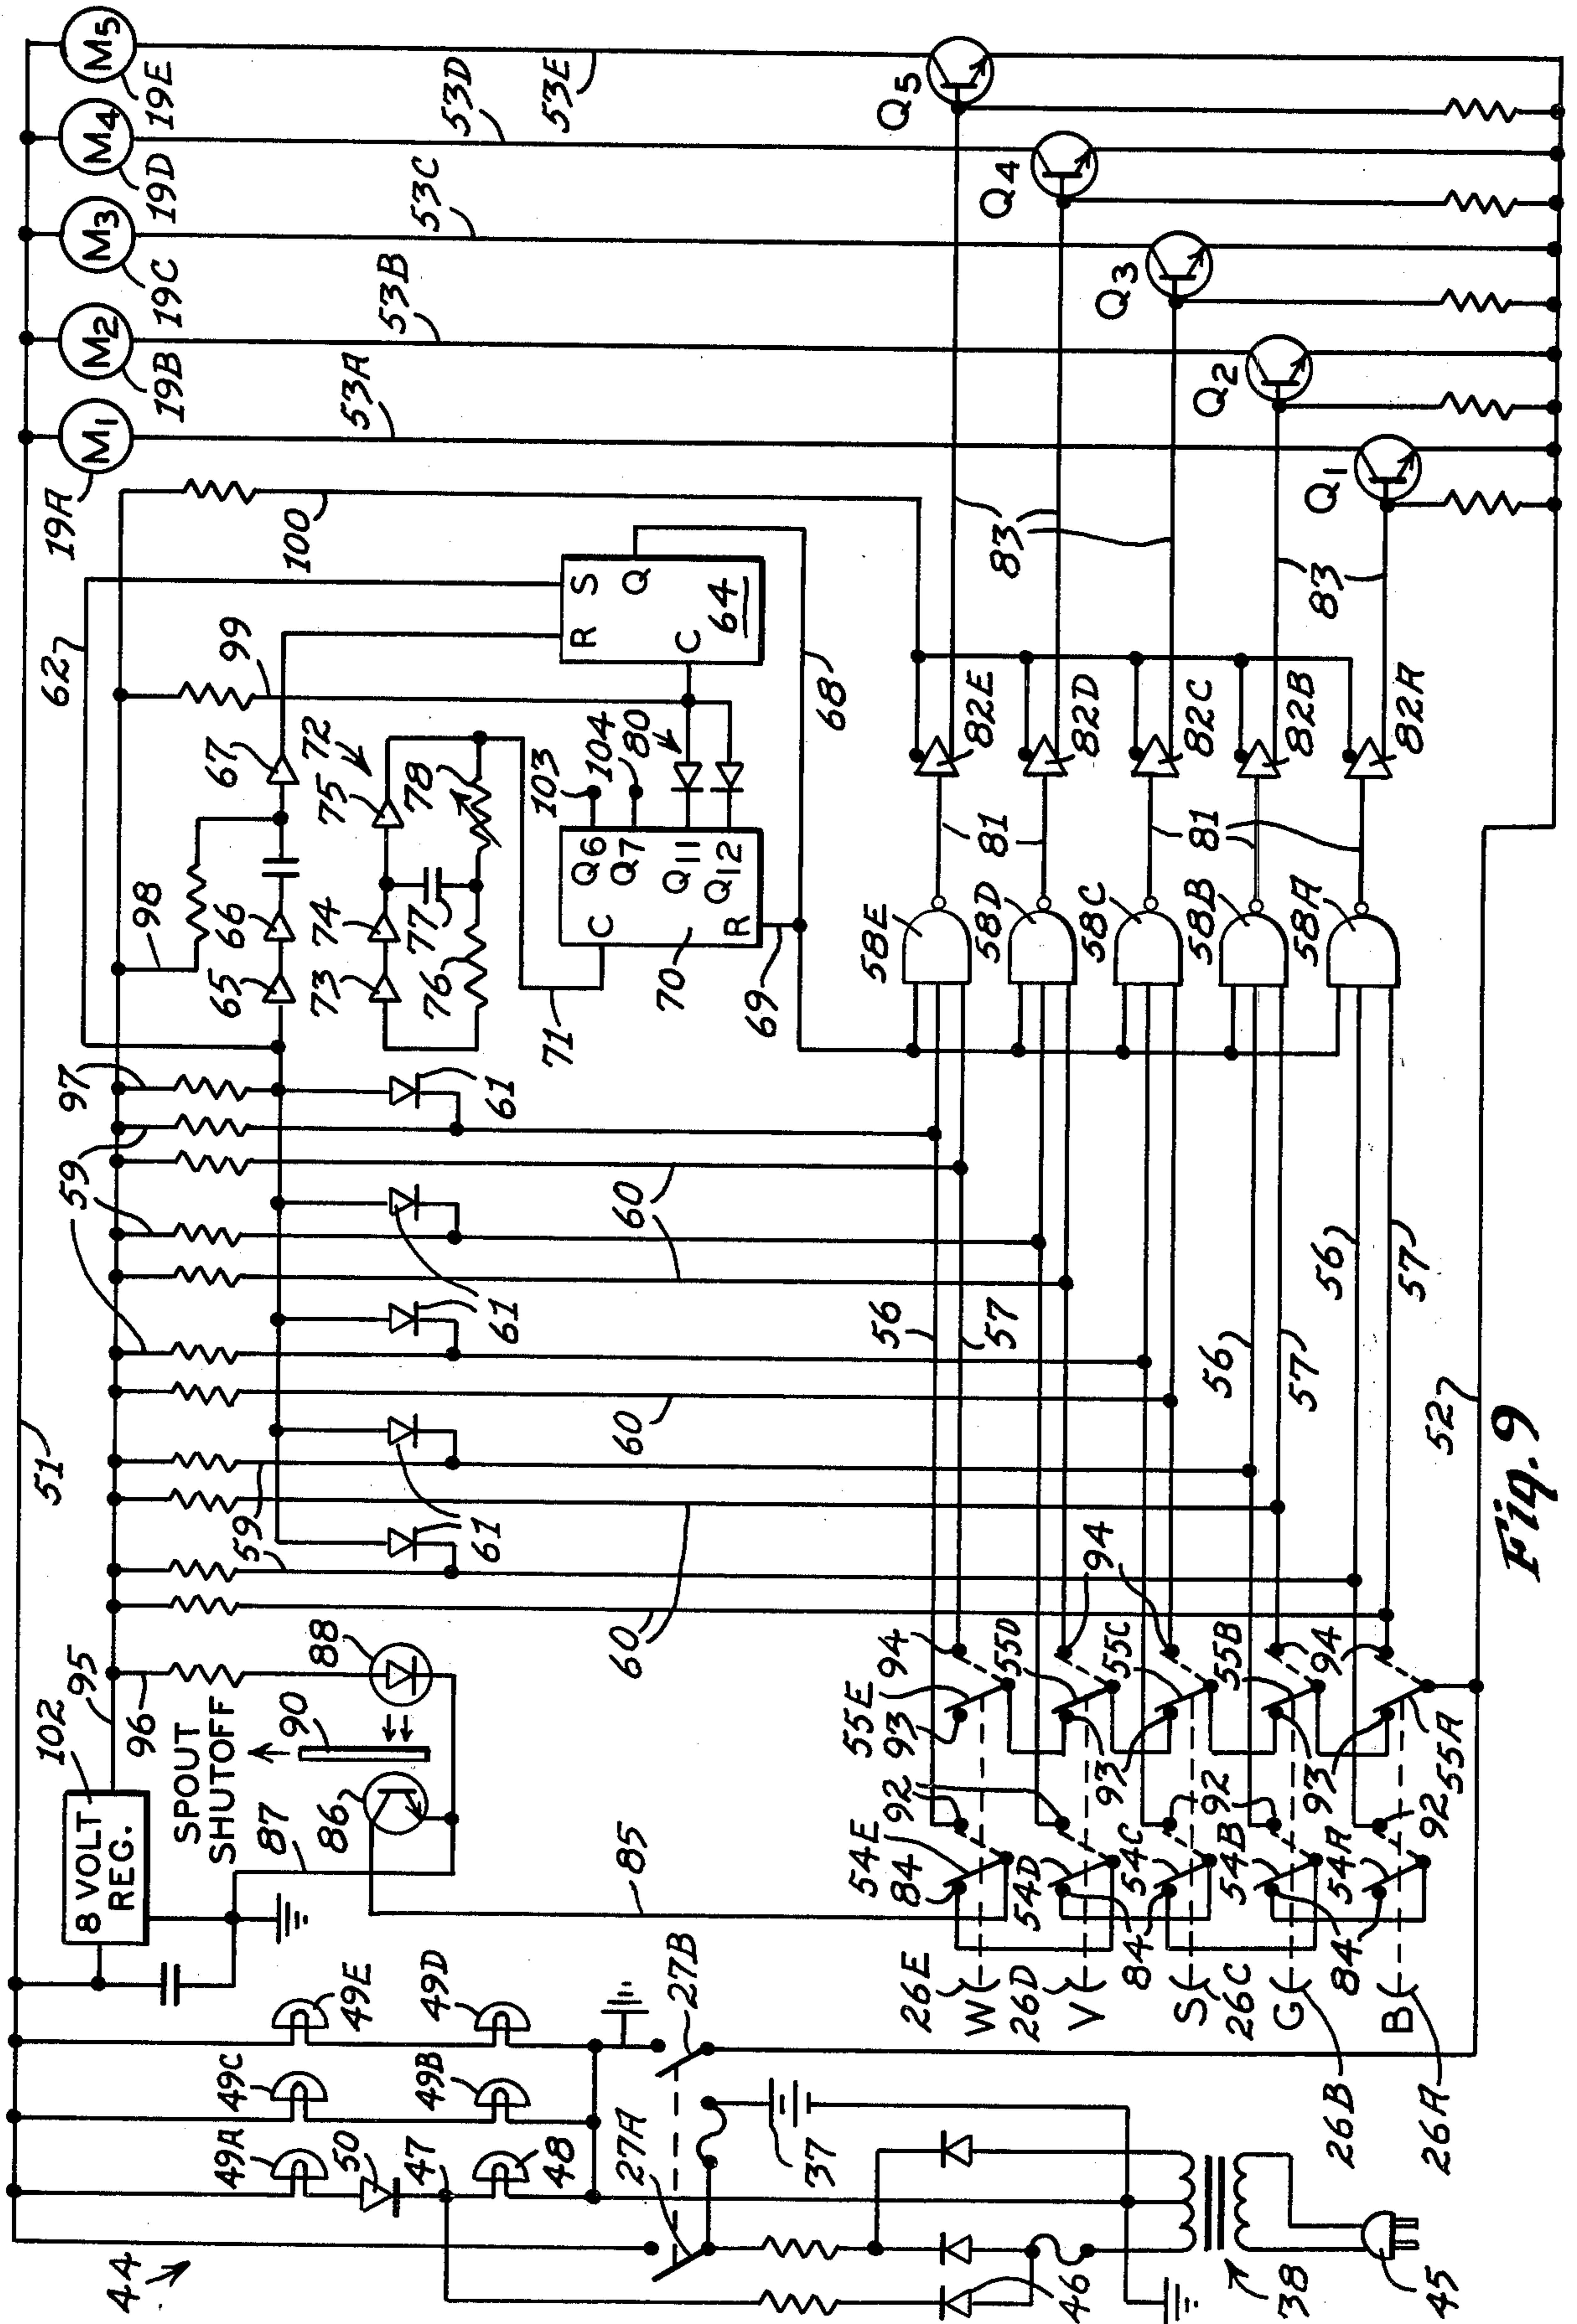 44
49A
49C
49E
50
47
48
49B
49D
27A
27B
37
46
38
45
51
8 VOLT
REG.
102
95
96
SPOUT
SHUTOFF
90
88
87
86
85
59
59
60
60
60
61
61
61
97
98
62
65
66
67
99
72
73
74
75
76
77
78
71
70
69
C
R
Q6
Q7
Q11
Q12
103
104
80
R
S
C
Q
64
68
100
M1
M2
M3
M4
M5
19A
19B
19C
19D
19E
53A
53B
53C
53D
53E
26E
W
26D
V
S
26C
G
26B
B
26A
54E
84
54D
54C
84
54B
54A
84
92
92
92
55E
93
55D
93
55C
55B
93
55A
94
94
94
56
57
56
57
56
57
52
58E
58D
58C
58B
58A
81
81
82E
82D
82C
82B
82A
83
83
Q1
Q2
Q3
Q4
Q5
Fig. 9